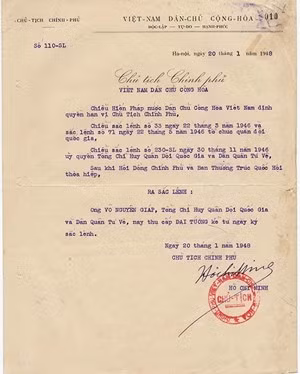 CHỦ-TỊCH CHÍNH-PHỦ
VIỆT-NAM DÂN-CHỦ CỘNG-HÒA
ĐỘC-LẬP — TỰ-DO — HẠNH-PHÚC
010
Số 110-SL
Hà-nội, ngày 20 tháng 1 năm 1948
Chủ tịch Chính phủ
VIỆT NAM DÂN CHỦ CỘNG HÒA
Chiếu Hiến Pháp nước Dân Chủ Cộng Hòa Việt Nam định
quyền hạn vị Chủ Tịch Chính Phủ,
Chiếu sắc lệnh số 33 ngày 22 tháng 3 năm 1946 và
sắc lệnh số 71 ngày 22 tháng 5 năm 1946 tổ chức quân đội
quốc gia,
Chiếu sắc lệnh số 230-SL ngày 30 tháng 11 năm 1946
ủy quyền Tổng Chỉ Huy Quân Đội Quốc Gia và Dân Quân Tự Vệ,
Sau khi Hội Đồng Chính Phủ và Ban Thường Trực Quốc Hội
thỏa hiệp,
RA SẮC LỆNH :
Ông VÕ NGUYÊN GIÁP, Tổng Chỉ Huy Quân Đội Quốc Gia
và Dân Quân Tự Vệ, nay thụ cấp ĐẠI TƯỚNG kể từ ngày ký
sắc lệnh.
Ngày 20 tháng 1 năm 1948
CHỦ TỊCH CHÍNH PHỦ
HỒ CHÍ MINH
CHỦ-TỊCH